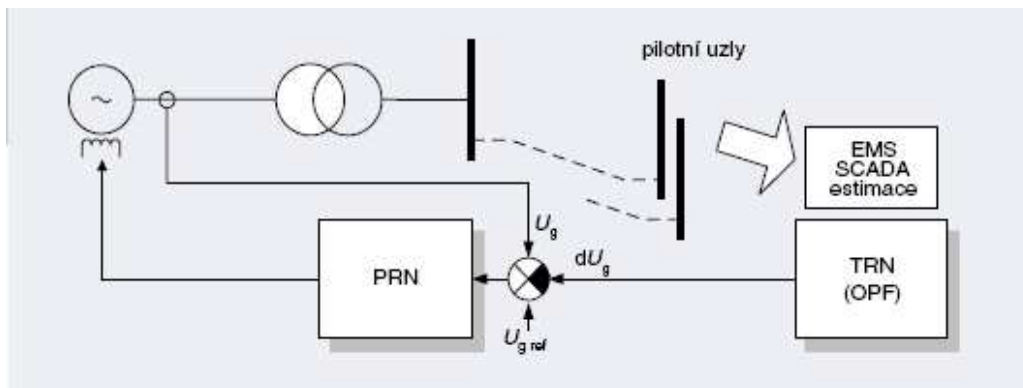 pilotní uzly
~
EMS
SCADA
estimace
Ug
dUg
PRN
TRN
(OPF)
Ug ref